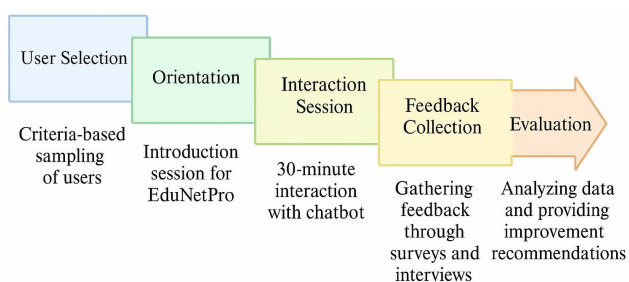 User Selection
Criteria-based
sampling
of users
Orientation
Introduction
session for
EduNetPro
Interaction
Session
30-minute
interaction
with chatbot
Feedback
Collection
Gathering
feedback
through
surveys and
interviews
Evaluation
Analyzing data
and providing
improvement
recommendations